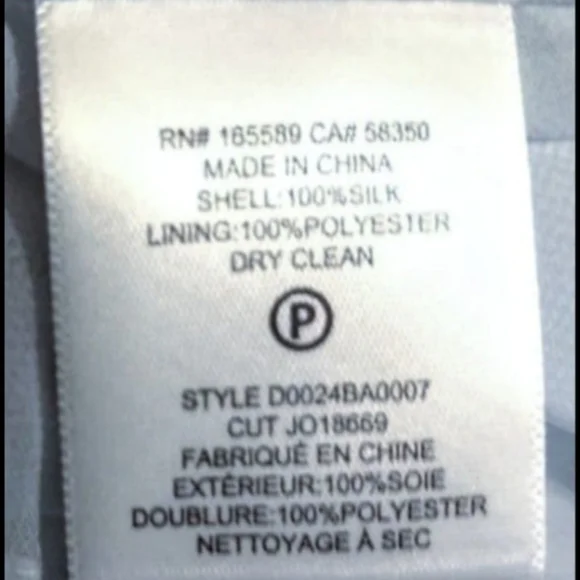 RN# 165589 CA# 58350
MADE IN CHINA
SHELL:100%SILK
LINING:100%POLYESTER
DRY CLEAN
P
STYLE D0024BA0007
CUT JO18669
FABRIQUÉ EN CHINE
EXTÉRIEUR:100%SOIE
DOUBLURE:100%POLYESTER
NETTOYAGE À SEC